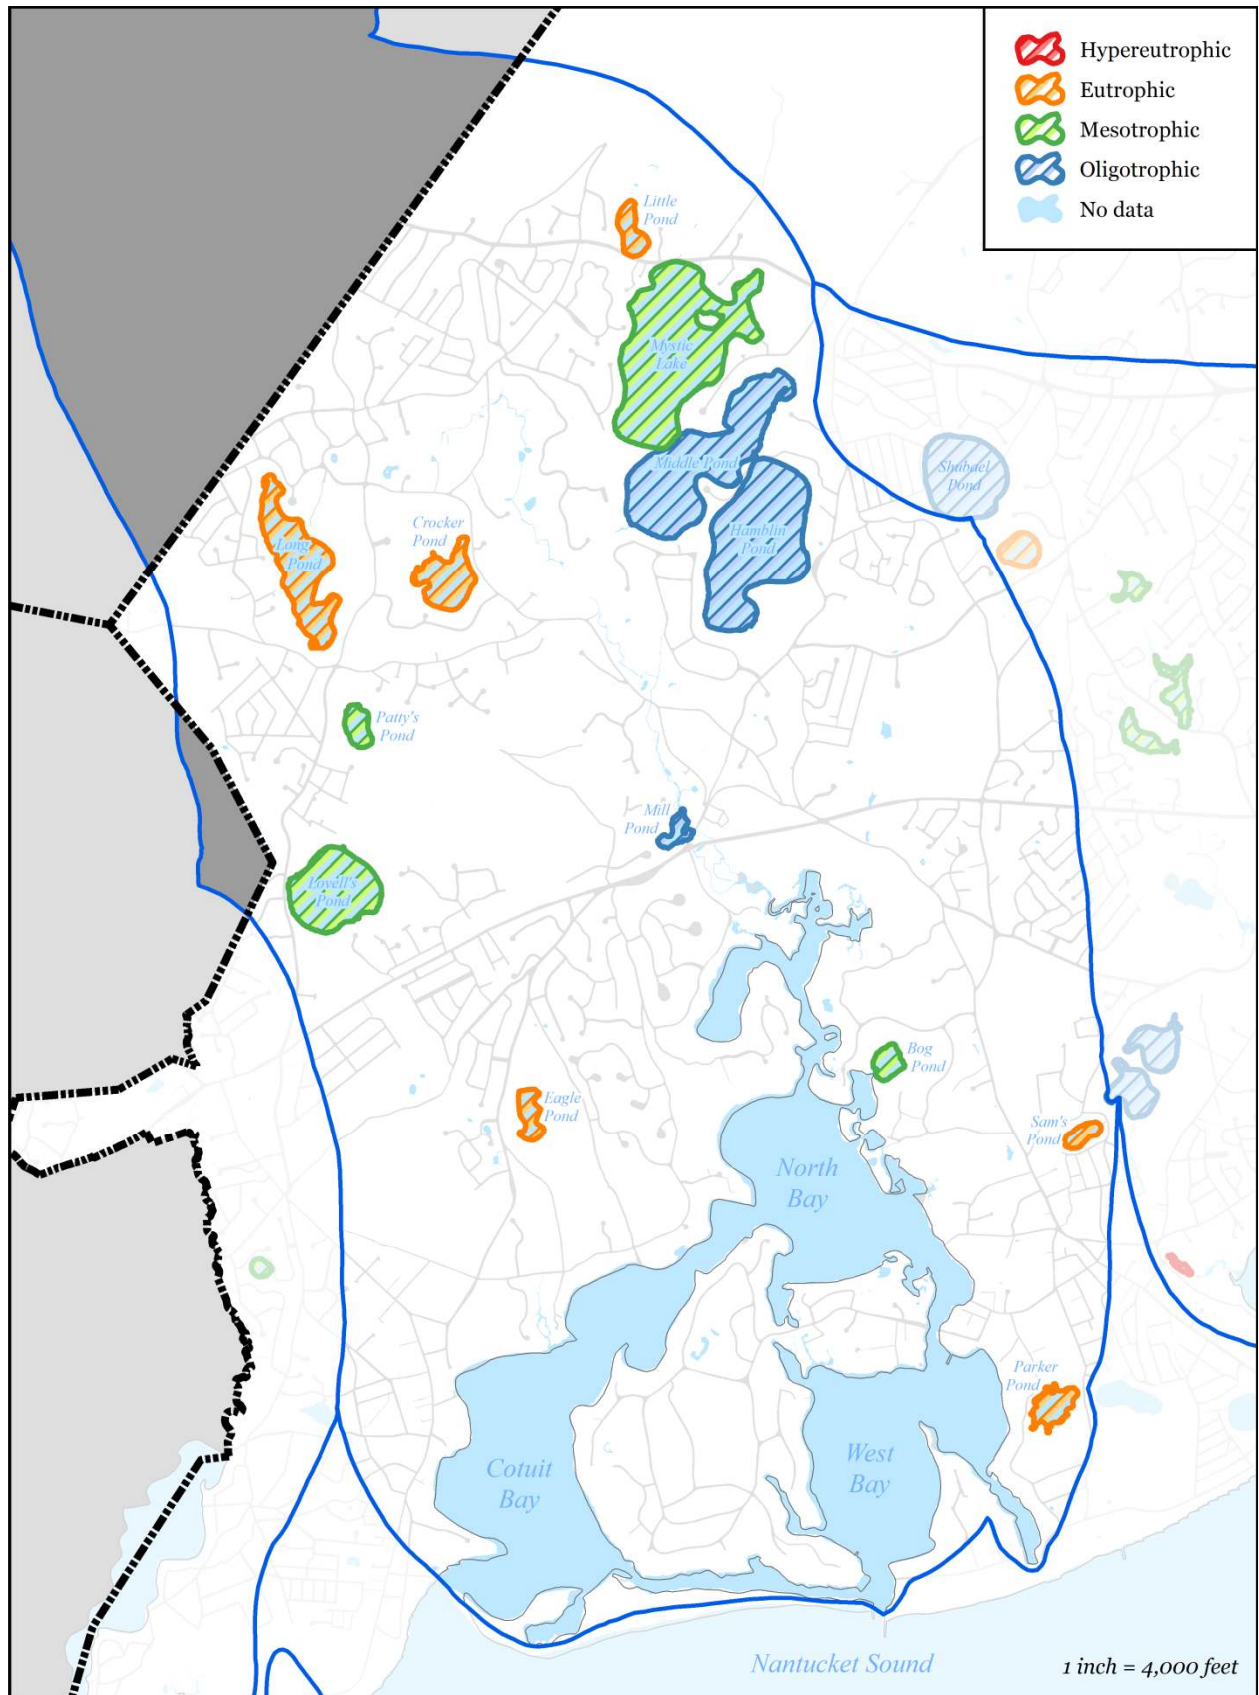 Hypereutrophic
Eutrophic
Mesotrophic
Oligotrophic
No data
Little
Pond
Mystic
Lake
Middle Pond
Shubael
Pond
Hamblin
Pond
Crocker
Pond
Long
Pond
Patty's
Pond
Mill
Pond
Lovell's
Pond
Bog
Pond
Eagle
Pond
Sam's
Pond
North
Bay
Parker
Pond
Cotuit
Bay
West
Bay
Nantucket Sound
1 inch = 4,000 feet